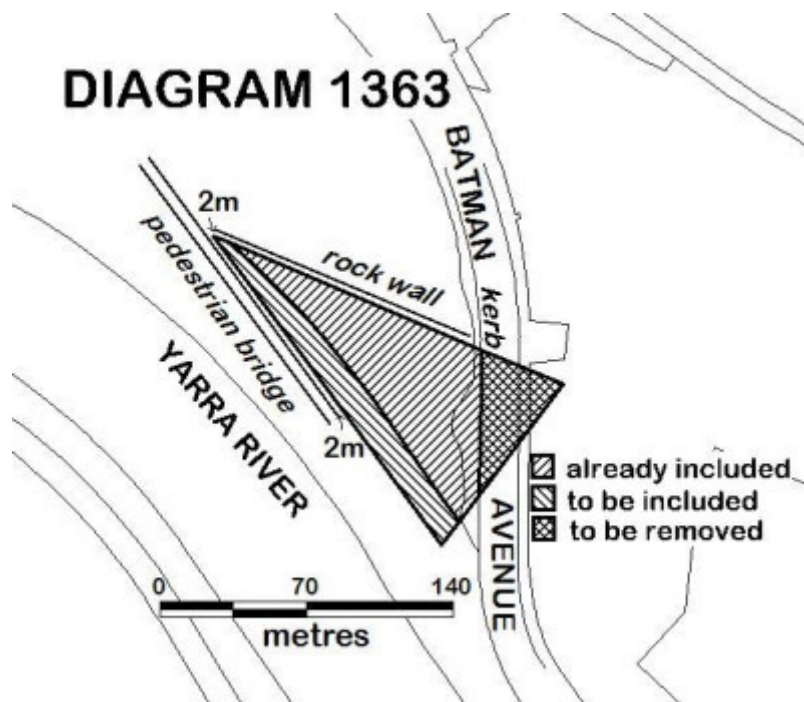 DIAGRAM 1363
BATMAN
2m
kerb
rock wall
pedestrian bridge
YARRA RIVER
2m
already included
to be included
to be removed
AVENUE
0 70 140
metres